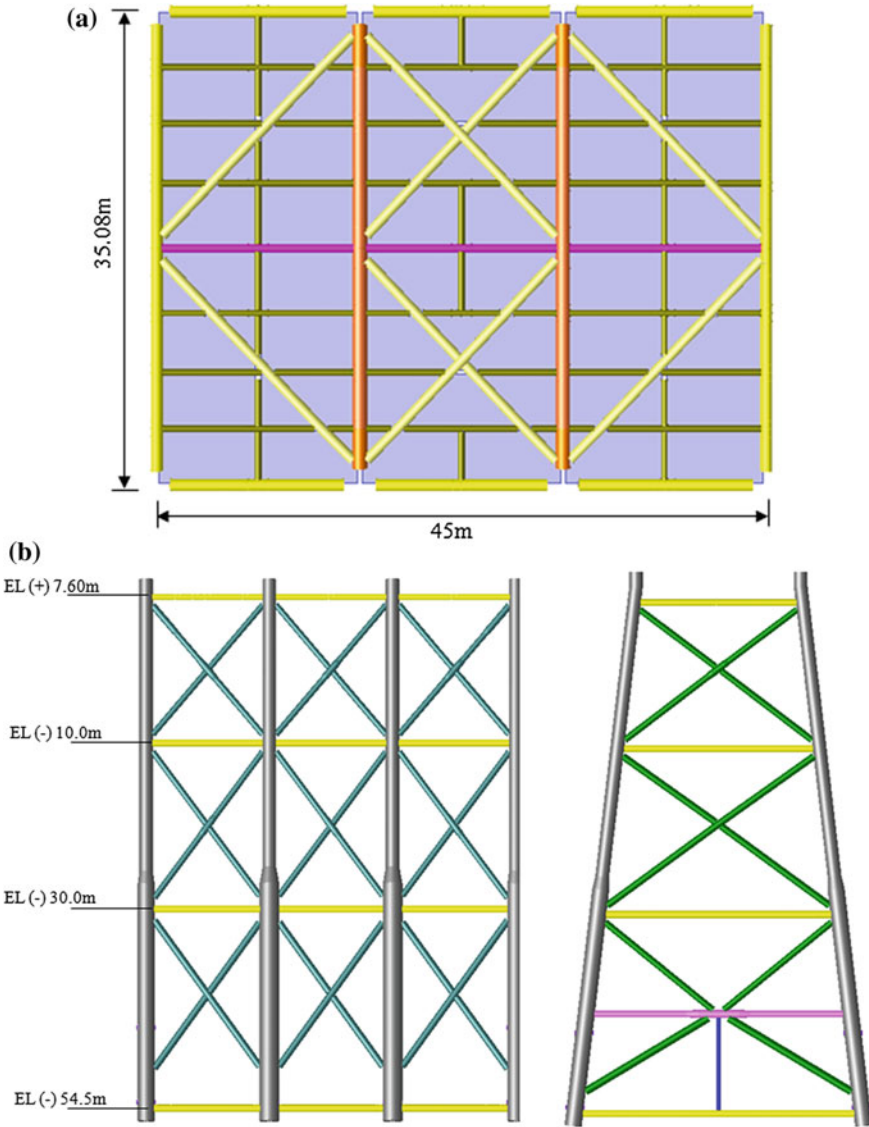 (a)
35.08m
45m
(b)
EL (+) 7.60m
EL (-) 10.0m
EL (-) 30.0m
EL (-) 54.5m